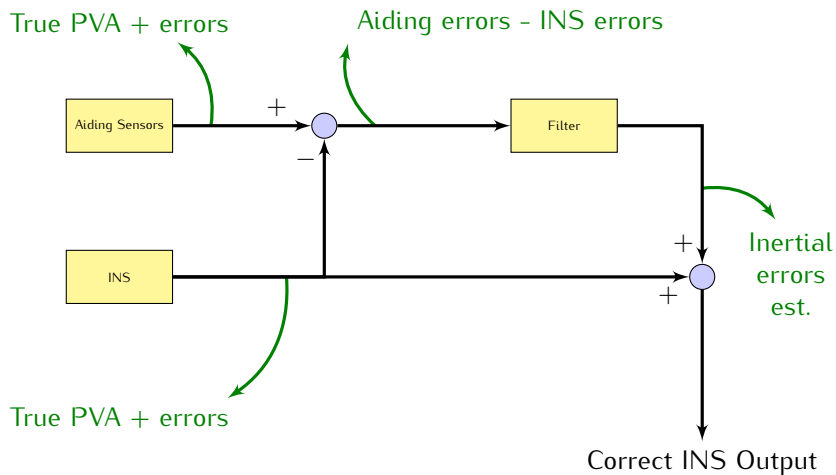 True PVA + errors
Aiding errors - INS errors
Aiding Sensors
+
−
Filter
INS
+
+
Inertial
errors
est.
True PVA + errors
Correct INS Output